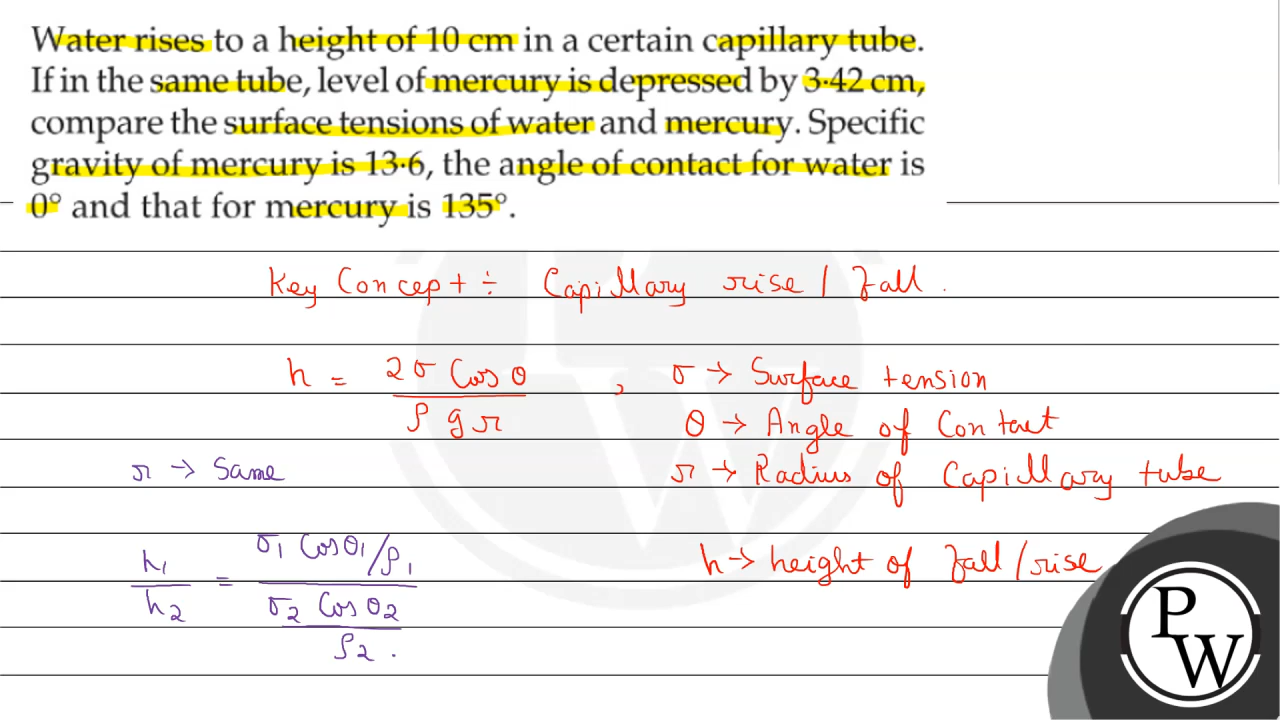 Water rises to a height of 10 cm in a certain capillary tube.
If in the same tube, level of mercury is depressed by 3·42 cm,
compare the surface tensions of water and mercury. Specific
gravity of mercury is 13·6, the angle of contact for water is
0° and that for mercury is 135°.
Key Concept ÷ Capillary rise / fall.
h = 2σ Cos θ / ρ g r , σ → Surface tension
θ → Angle of Contact
r → Same
r → Radius of Capillary tube
h₁/h₂ = σ₁ Cosθ₁/ρ₁ / σ₂ Cosθ₂/ρ₂ .
h → height of fall / rise
PW